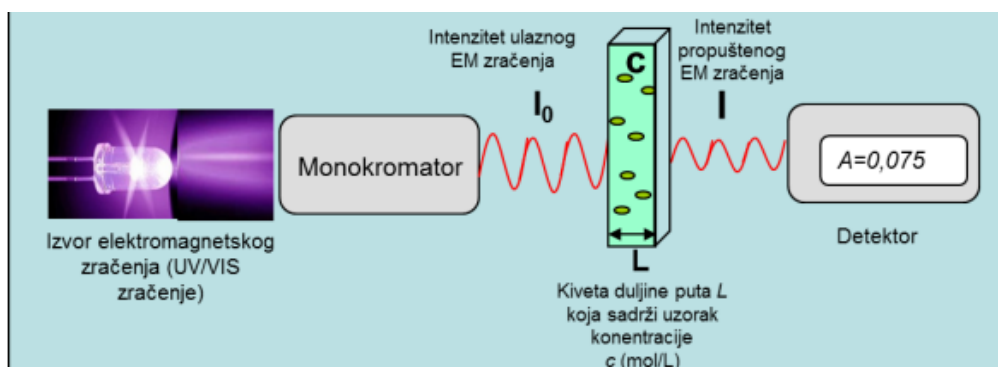 Izvor elektromagnetskog
zračenja (UV/VIS
zračenje)
Monokromator
Intenzitet ulaznog
EM zračenja
I0
C
L
Kiveta duljine puta L
koja sadrži uzorak
konentracije
c (mol/L)
Intenzitet
propuštenog
EM zračenja
I
A=0,075
Detektor